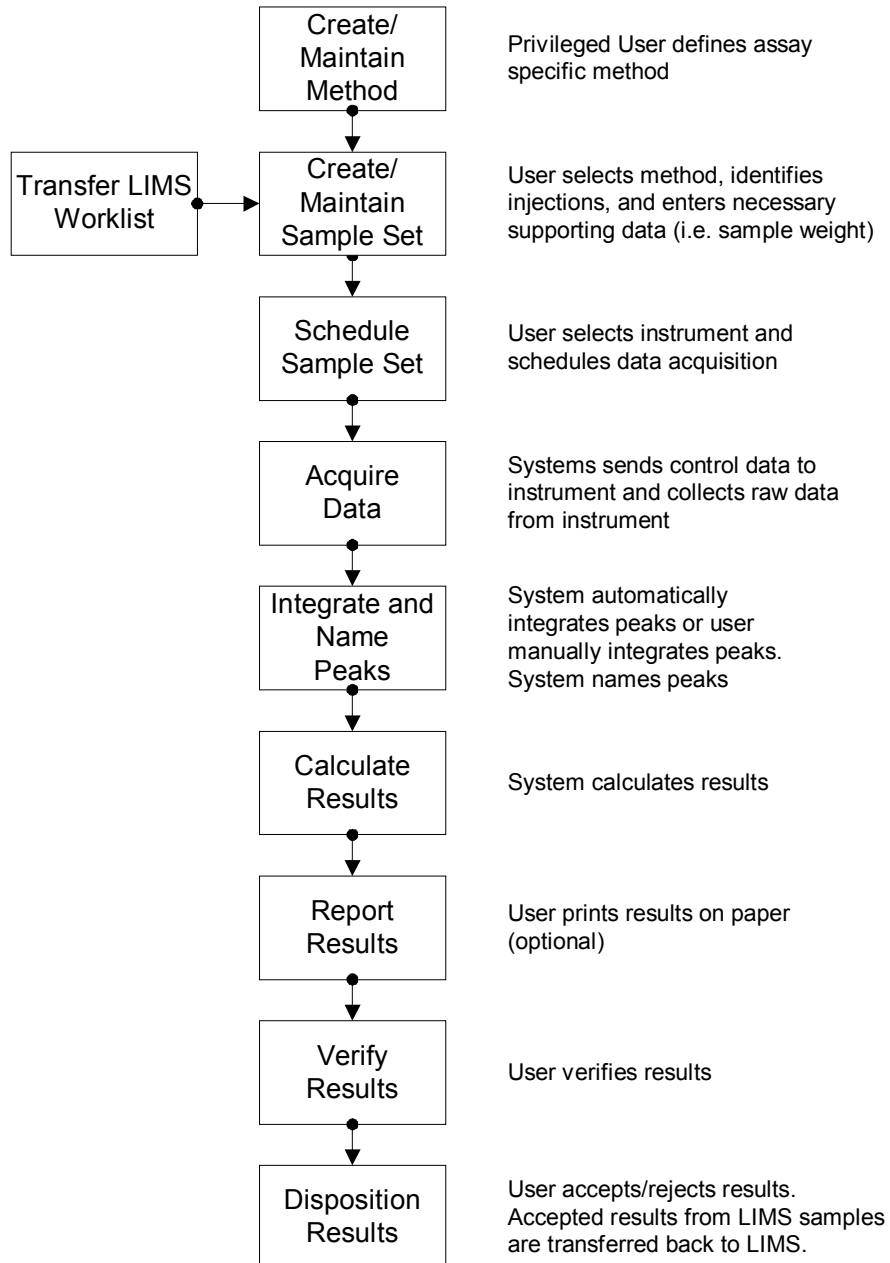 Create/
Maintain
Method
Privileged User defines assay
specific method
Transfer LIMS
Worklist
Create/
Maintain
Sample Set
User selects method, identifies
injections, and enters necessary
supporting data (i.e. sample weight)
Schedule
Sample Set
User selects instrument and
schedules data acquisition
Acquire
Data
Systems sends control data to
instrument and collects raw data
from instrument
Integrate and
Name
Peaks
System automatically
integrates peaks or user
manually integrates peaks.
System names peaks
Calculate
Results
System calculates results
Report
Results
User prints results on paper
(optional)
Verify
Results
User verifies results
Disposition
Results
User accepts/rejects results.
Accepted results from LIMS samples
are transferred back to LIMS.